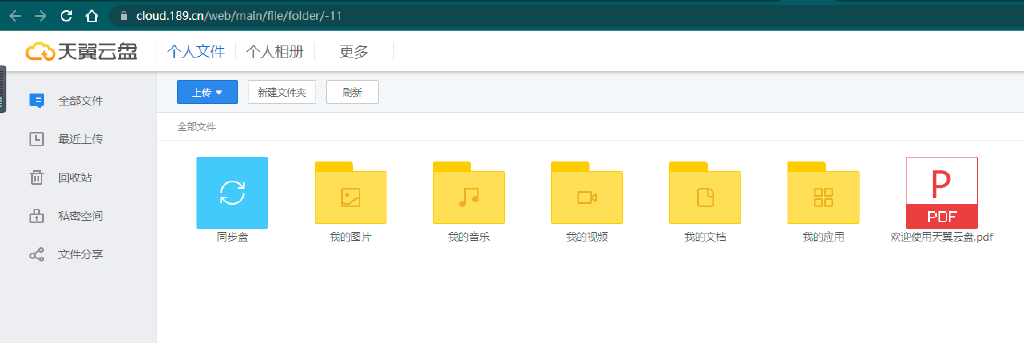 cloud.189.cn/web/main/file/folder/-11
天翼云盘 个人文件 个人相册 更多
全部文件
最近上传
回收站
私密空间
文件分享
上传 新建文件夹 刷新
全部文件
P
PDF
同步盘 我的图片 我的音乐 我的视频 我的文档 我的应用 欢迎使用天翼云盘.pdf